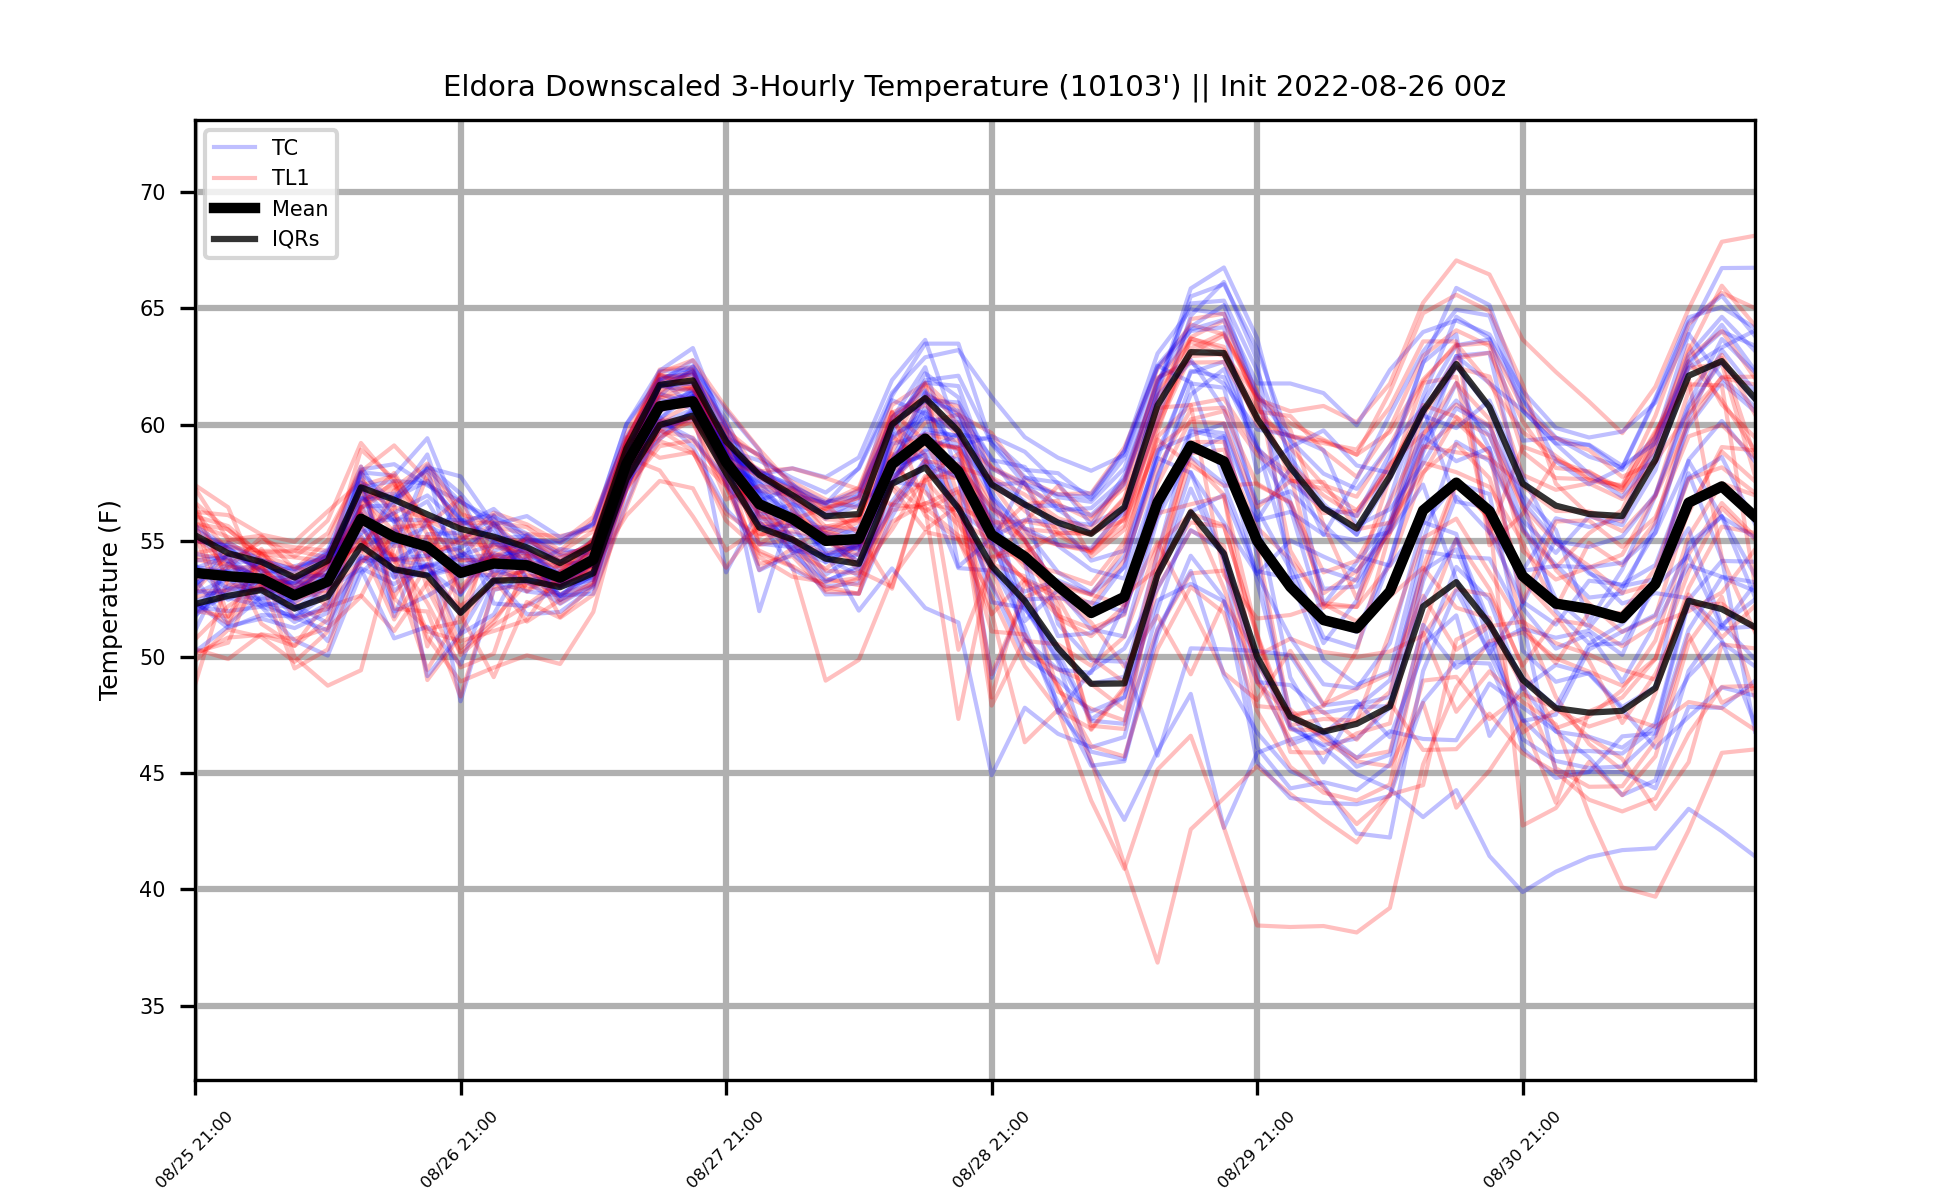 Eldora Downscaled 3-Hourly Temperature (10103') || Init 2022-08-26 00z
TC
TL1
Mean
IQRs
Temperature (F)
70
65
60
55
50
45
40
35
08/25 21:00
08/26 21:00
08/27 21:00
08/28 21:00
08/29 21:00
08/30 21:00